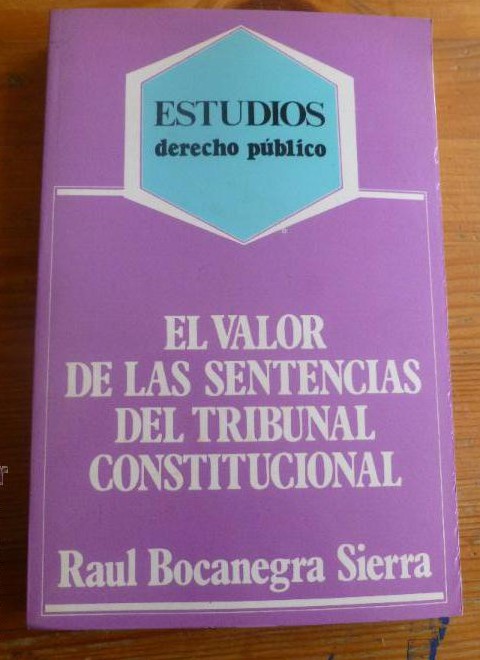 ESTUDIOS
derecho público
EL VALOR
DE LAS SENTENCIAS
DEL TRIBUNAL
CONSTITUCIONAL
Raul Bocanegra Sierra